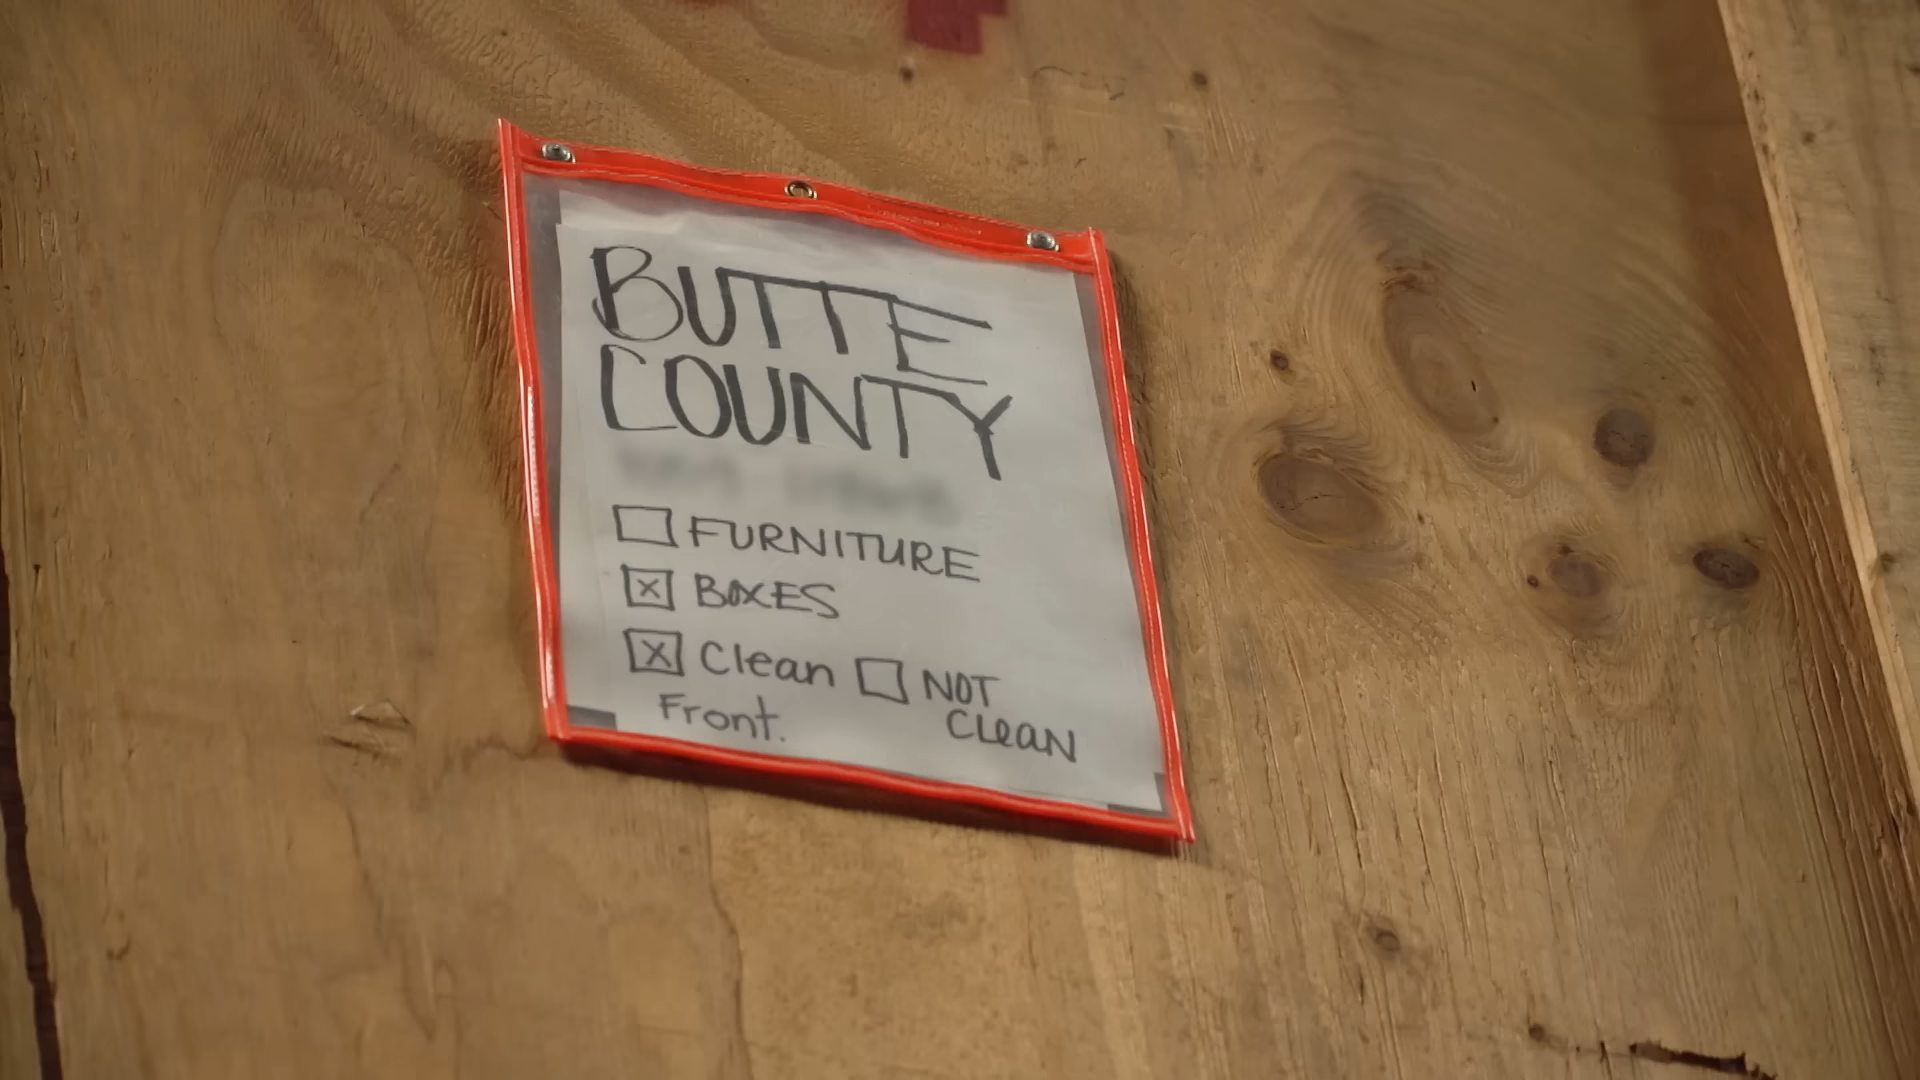 BUTTE
COUNTY
☐ FURNITURE
☒ BOXES
☒ Clean ☐ NOT
Front. CLeaN